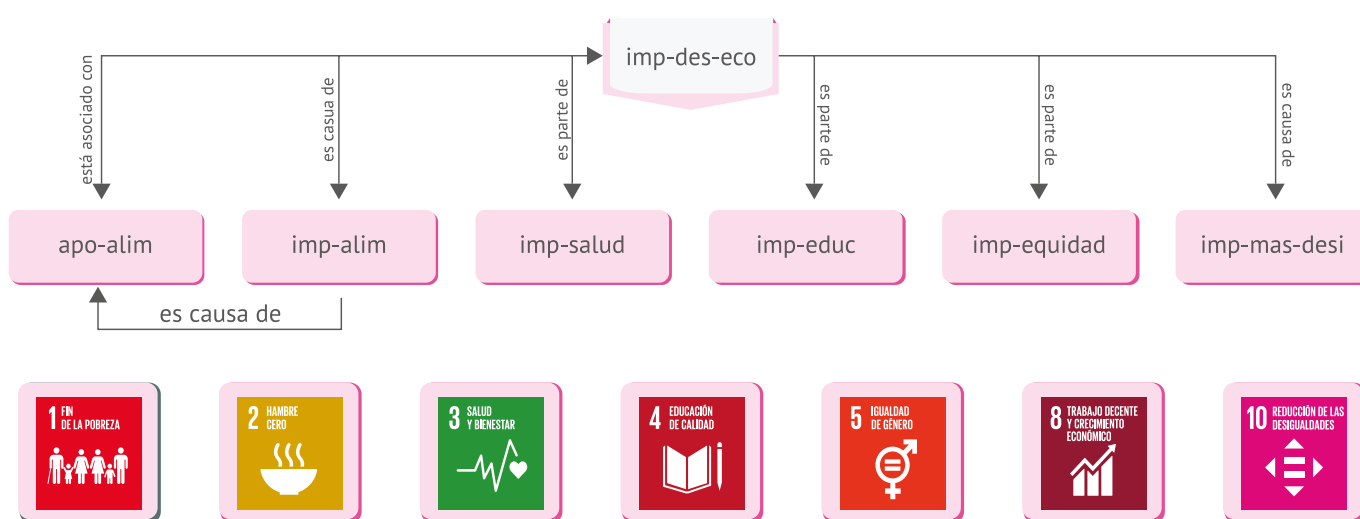 imp-des-eco
está asociado con
es casua de
es parte de
es parte de
es parte de
es causa de
apo-alim
imp-alim
imp-salud
imp-educ
imp-equidad
imp-mas-desi
es causa de
1 FIN
DE LA POBREZA
2 HAMBRE
CERO
3 SALUD
Y BIENESTAR
4 EDUCACIÓN
DE CALIDAD
5 IGUALDAD
DE GÉNERO
8 TRABAJO DECENTE
Y CRECIMIENTO
ECONÓMICO
10 REDUCCIÓN DE LAS
DESIGUALDADES